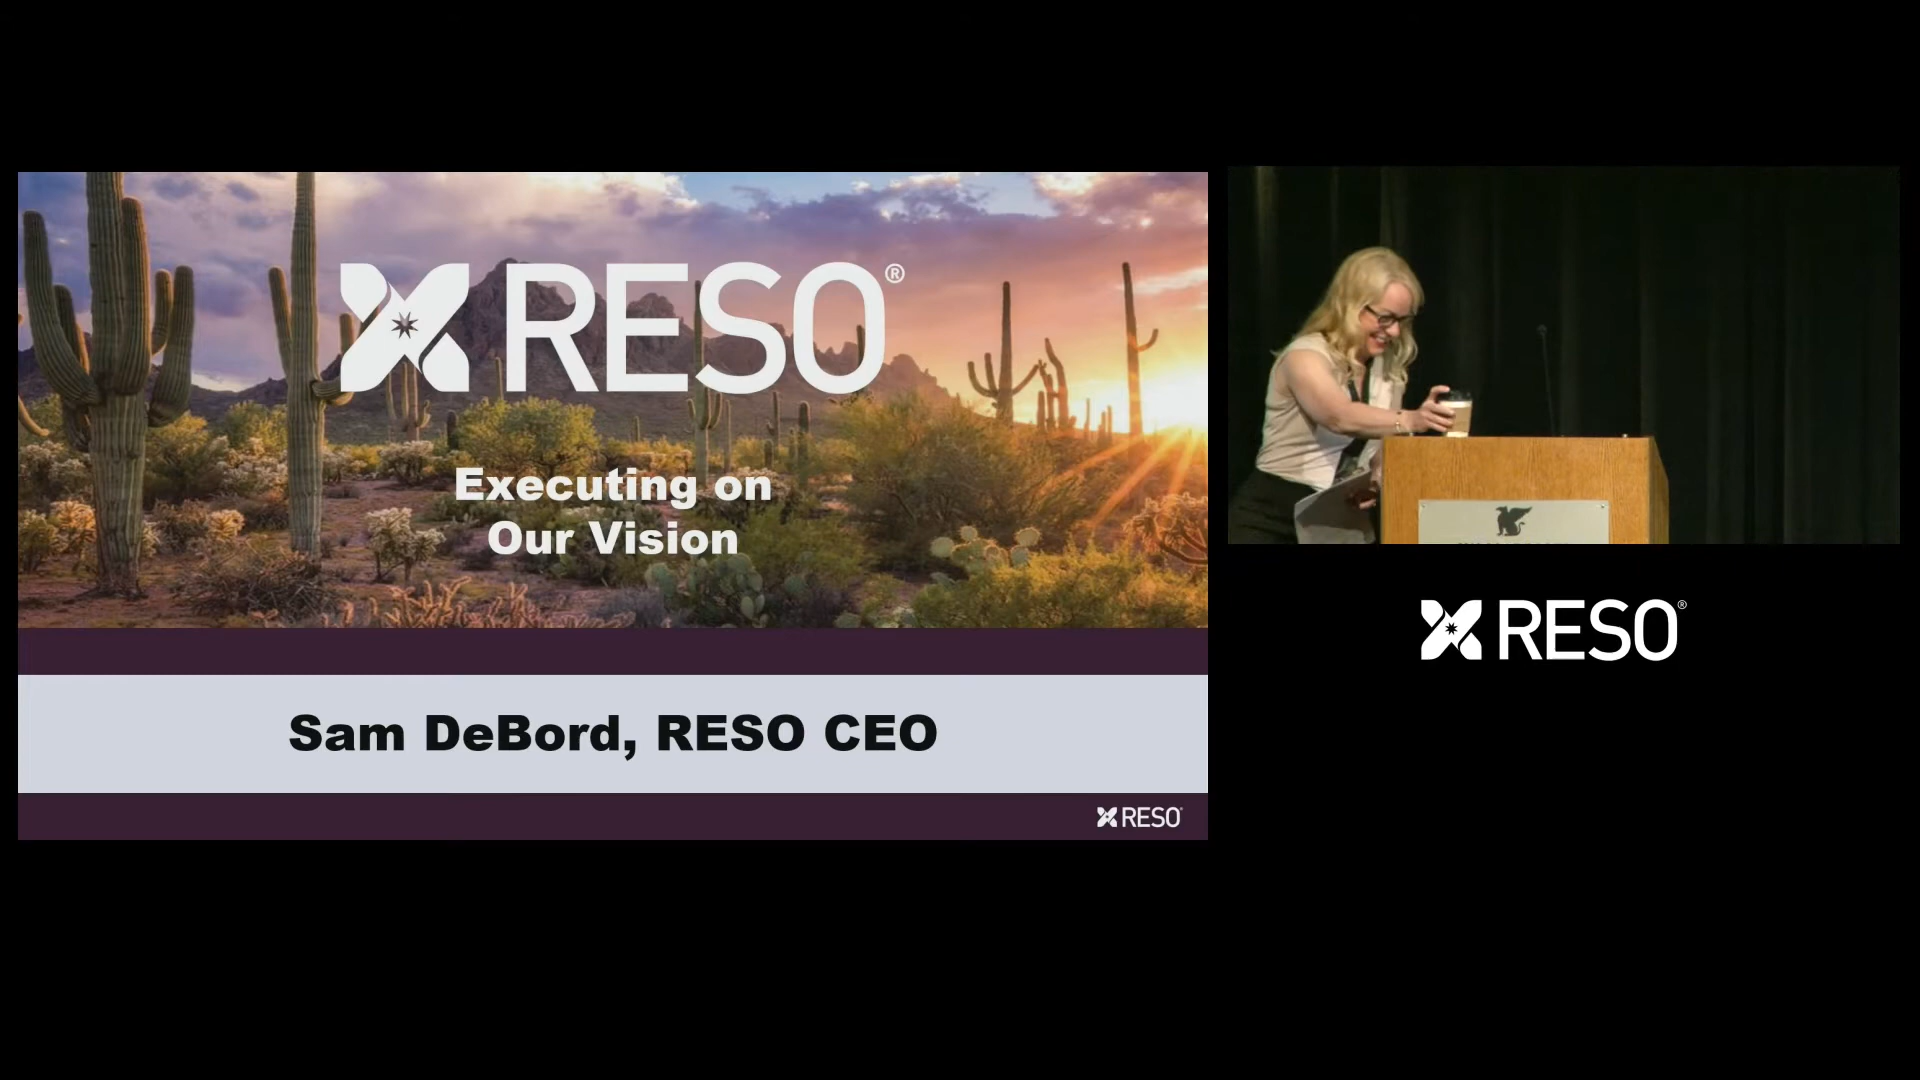 RESO®
Executing on
Our Vision
Sam DeBord, RESO CEO
RESO
RESO®